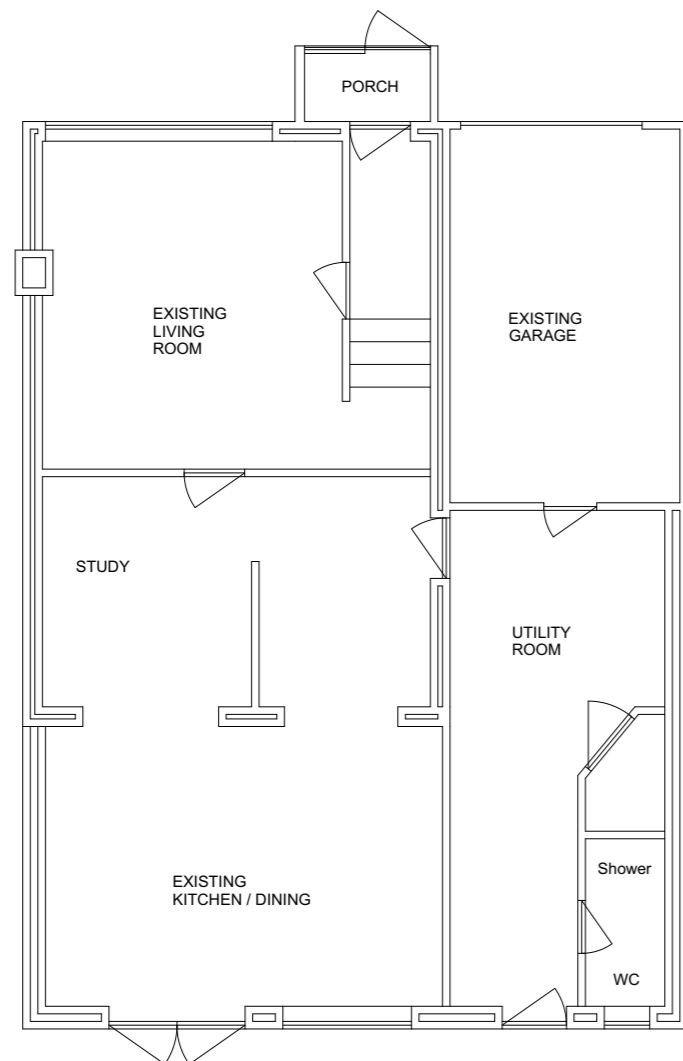 PORCH
EXISTING
LIVING
ROOM
EXISTING
GARAGE
STUDY
UTILITY
ROOM
EXISTING
KITCHEN / DINING
Shower
WC